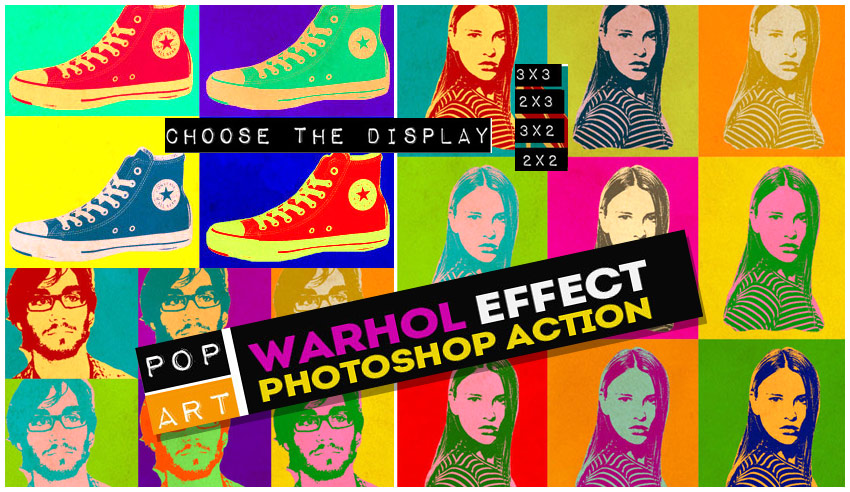 CHOOSE THE DISPLAY
3X3
2X3
3X2
2X2
POP
ART
WARHOL EFFECT
PHOTOSHOP ACTION